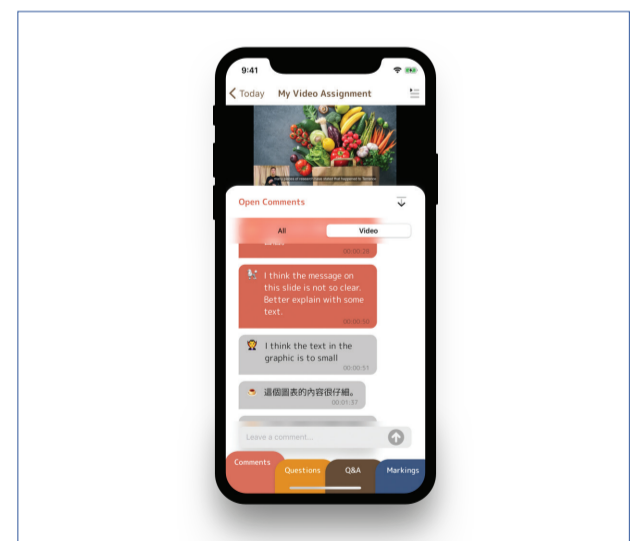 9:41
Today My Video Assignment
Open Comments
All Video
00:00:28
I think the message on
this slide is not so clear.
Better explain with some
text.
I think the text in the
graphic is to small
00:00:51
這個圖表的內容很仔細。
00:01:37
Leave a comment...
Comments Questions Q&A Markings